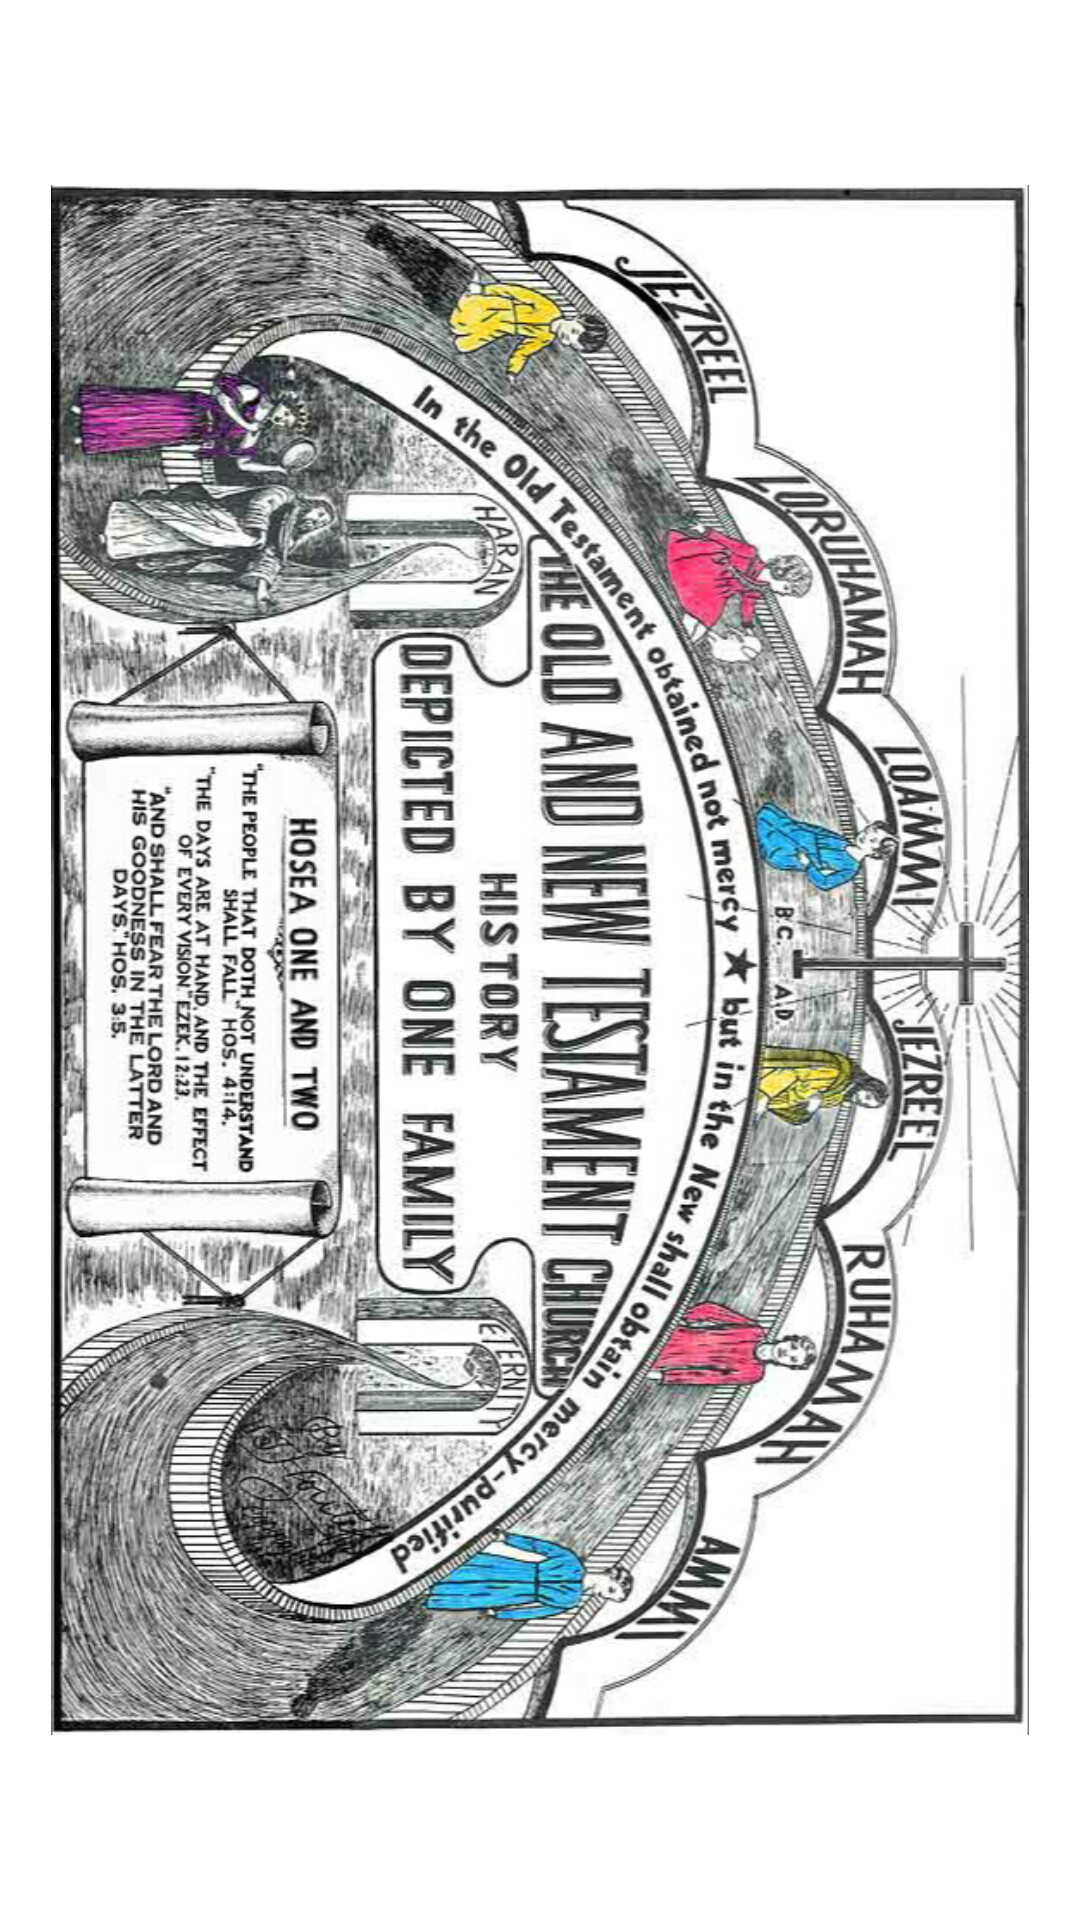 JEZREEL
LORUHAMAH
LOAMMI
JEZREEL
RUHAMAH
AMMI
B.C. A.D.
In the Old Testament obtained not mercy ★ but in the New shall obtain mercy-purified
THE OLD AND NEW TESTAMENT CHURCH
HISTORY
DEPICTED BY ONE FAMILY
HARAN
ETERNITY
HOSEA ONE AND TWO
"THE PEOPLE THAT DOTH NOT UNDERSTAND
SHALL FALL." HOS. 4:14.
"THE DAYS ARE AT HAND, AND THE EFFECT
OF EVERY VISION." EZEK. 12:23.
"AND SHALL FEAR THE LORD AND
HIS GOODNESS IN THE LATTER
DAYS." HOS. 3:5.
By